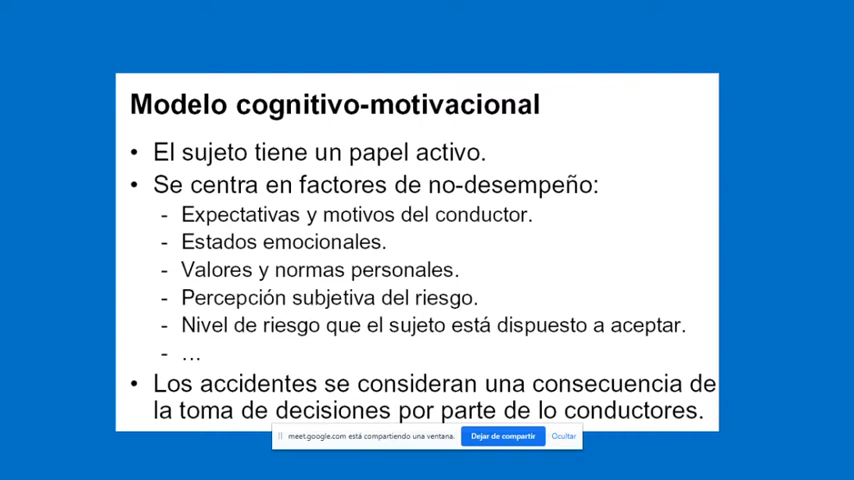 Modelo cognitivo-motivacional
• El sujeto tiene un papel activo.
• Se centra en factores de no-desempeño:
- Expectativas y motivos del conductor.
- Estados emocionales.
- Valores y normas personales.
- Percepción subjetiva del riesgo.
- Nivel de riesgo que el sujeto está dispuesto a aceptar.
- ...
• Los accidentes se consideran una consecuencia de
la toma de decisiones por parte de lo conductores.
meet.google.com está compartiendo una ventana. Dejar de compartir Ocultar